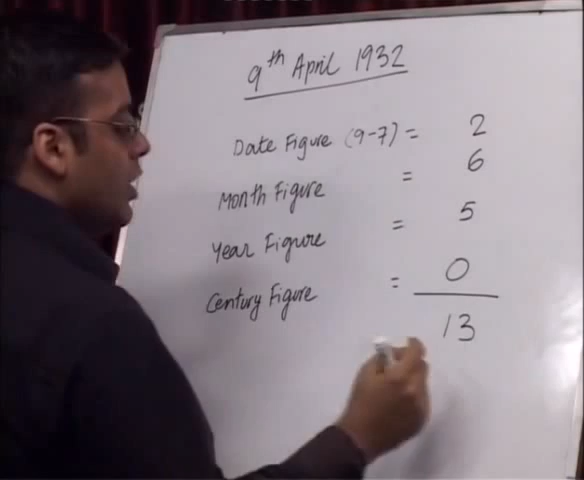 9th April 1932
Date Figure (9-7) = 2
Month Figure = 6
Year Figure = 5
Century Figure = 0
13